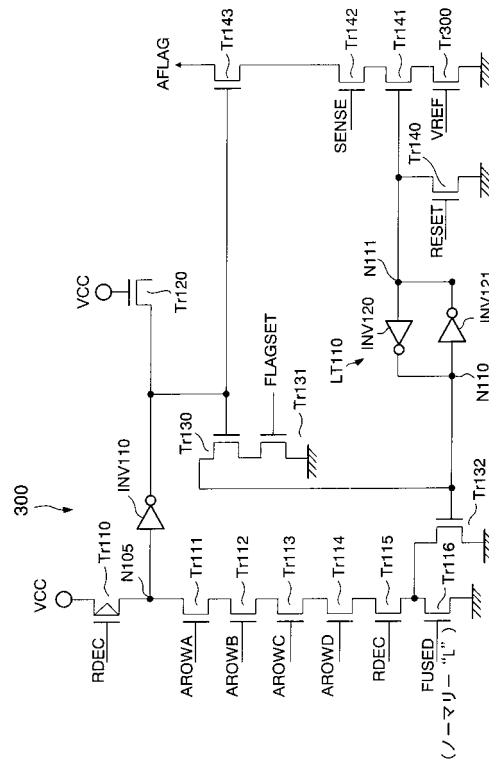 300
VCC
RDEC
Tr110
N105
INV110
VCC
Tr120
AROWA
Tr111
AROWB
Tr112
AROWC
Tr113
AROWD
Tr114
RDEC
Tr115
FUSED
(ノーマリー“L”)
Tr116
Tr132
Tr130
FLAGSET
Tr131
N110
LT110
INV120
INV121
N111
RESET
Tr140
AFLAG
Tr143
SENSE
Tr142
Tr141
VREF
Tr300